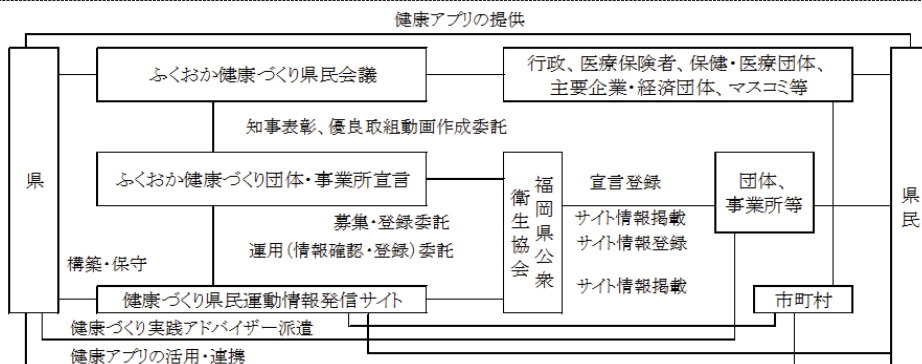 健康アプリの提供
ふくおか健康づくり県民会議
行政、医療保険者、保健・医療団体、
主要企業・経済団体、マスコミ等
知事表彰、優良取組動画作成委託
県
ふくおか健康づくり団体・事業所宣言
福岡県公衆
衛生協会
宣言登録
団体、
事業所等
県民
募集・登録委託
サイト情報掲載
運用(情報確認・登録)委託
サイト情報登録
構築・保守
サイト情報掲載
健康づくり県民運動情報発信サイト
市町村
健康づくり実践アドバイザー派遣
健康アプリの活用・連携